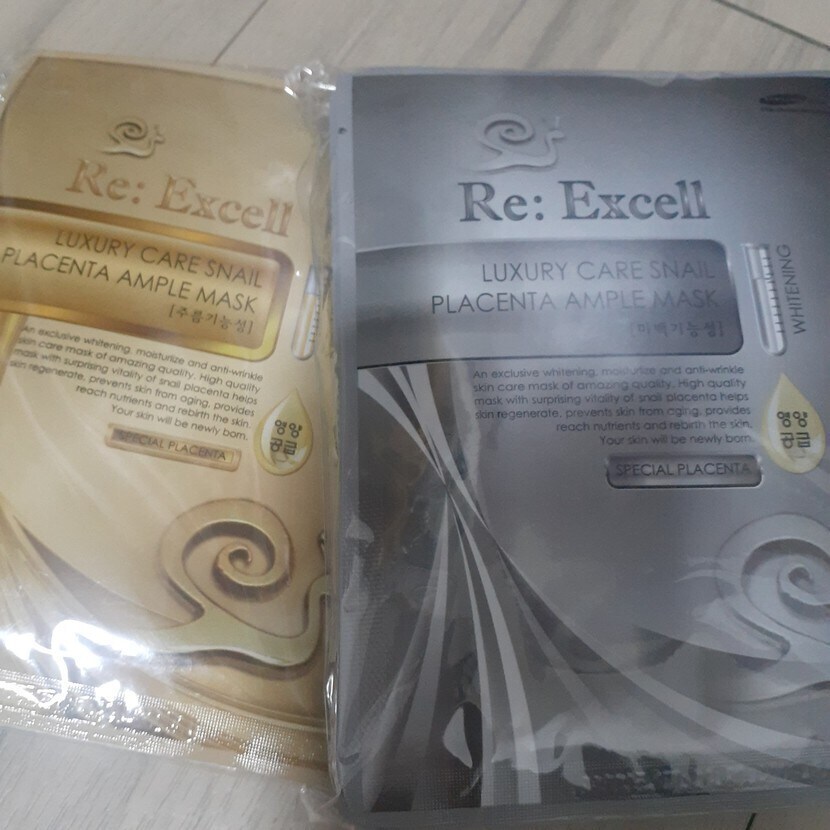 Re: Excell
LUXURY CARE SNAIL
PLACENTA AMPLE MASK
[주름기능성]
An exclusive whitening, moisturize and anti-wrinkle
skin care mask of amazing quality. High quality
mask with surprising vitality of snail placenta helps
skin regenerate, prevents skin from aging, provides
reach nutrients and rebirth the skin.
Your skin will be newly born.
SPECIAL PLACENTA
영양
Re: Excell
LUXURY CARE SNAIL
PLACENTA AMPLE MASK
[미백기능성]
WHITENING
An exclusive whitening, moisturize and anti-wrinkle
skin care mask of amazing quality. High quality
mask with surprising vitality of snail placenta helps
skin regenerate, prevents skin from aging, provides
reach nutrients and rebirth the skin.
Your skin will be newly born.
SPECIAL PLACENTA
영양